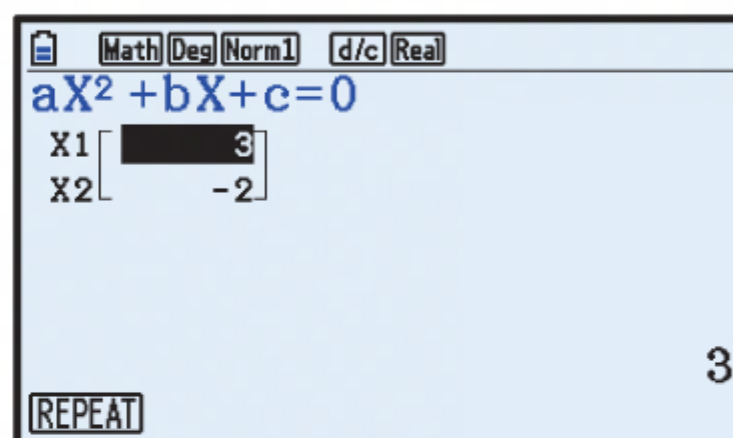 Math Deg Norm1 d/c Real
aX² +bX+c=0
X1 3
X2 -2
3
REPEAT